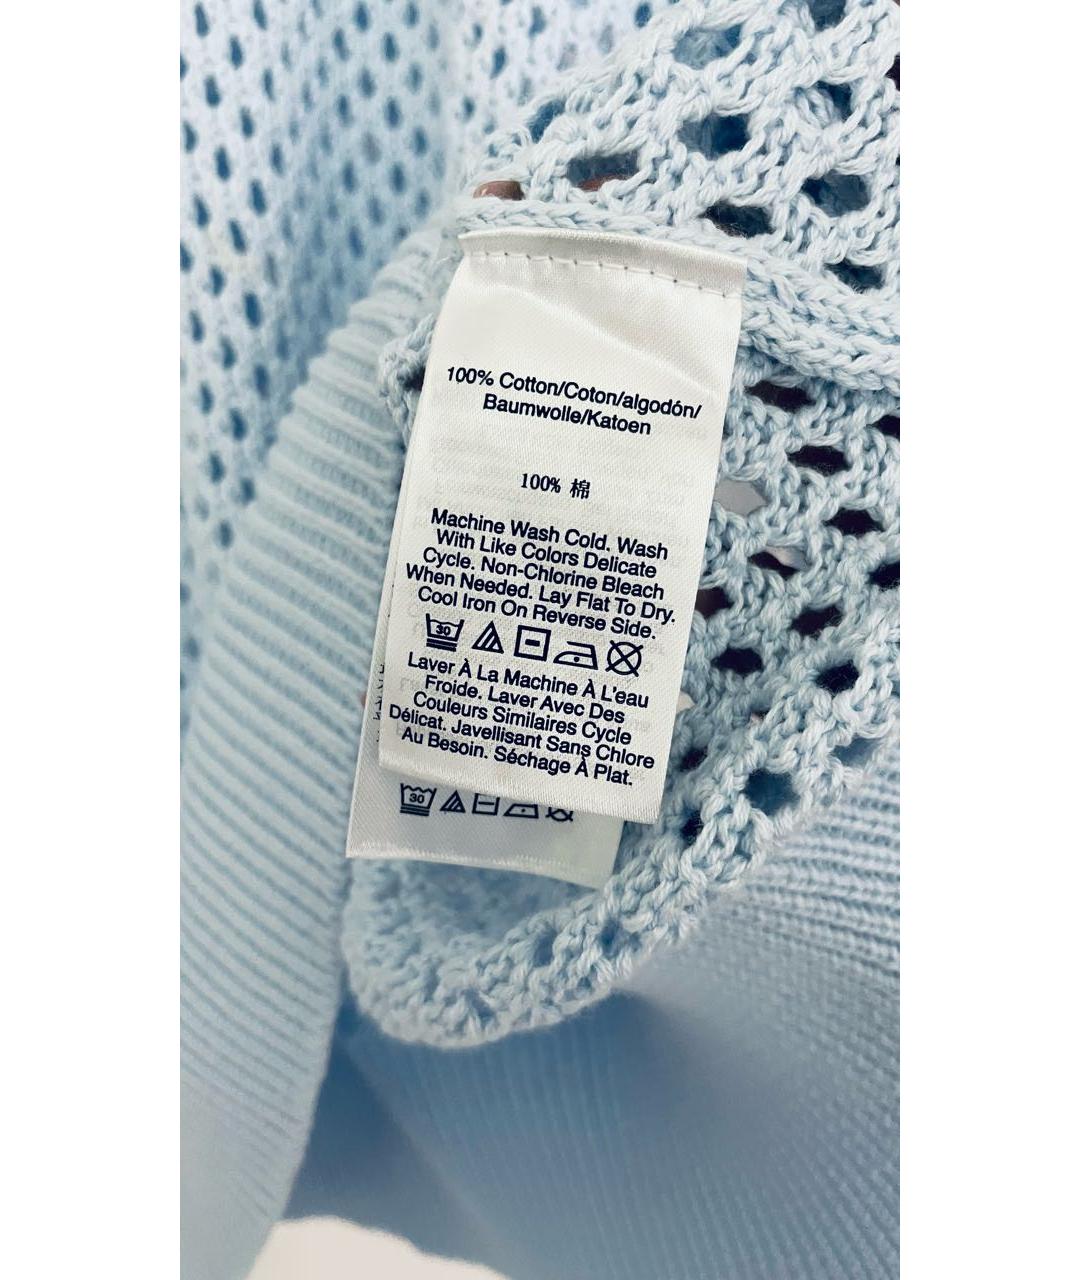 100% Cotton/Coton/algodón/
Baumwolle/Katoen
100% 棉
Machine Wash Cold. Wash
With Like Colors Delicate
Cycle. Non-Chlorine Bleach
When Needed. Lay Flat To Dry.
Cool Iron On Reverse Side.
30
Laver À La Machine À L'eau
Froide. Laver Avec Des
Couleurs Similaires Cycle
Délicat. Javellisant Sans Chlore
Au Besoin. Séchage À Plat.
30